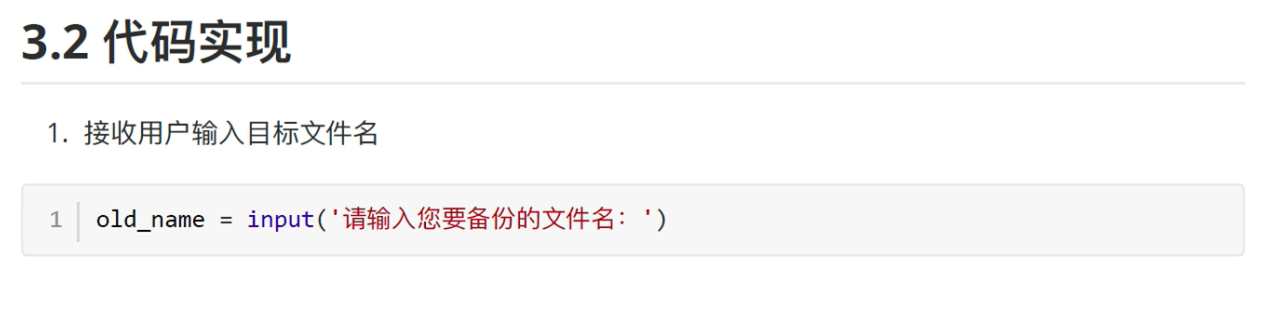 3.2 代码实现
1. 接收用户输入目标文件名
1 old_name = input('请输入您要备份的文件名：')